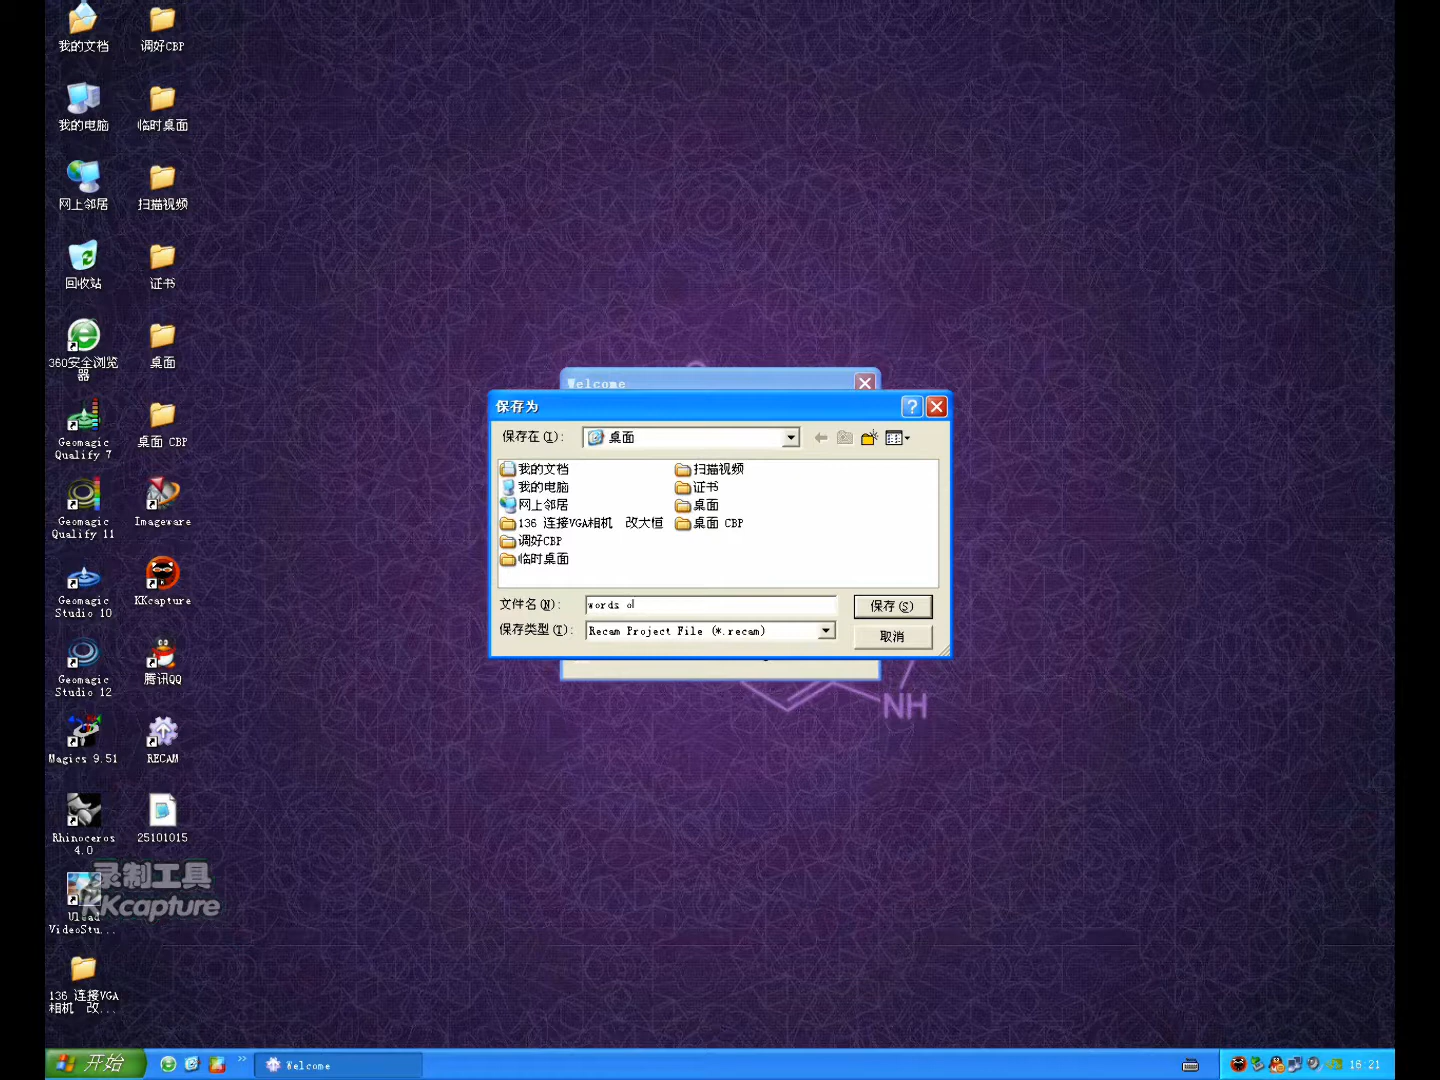 我的文档
调好CBP
我的电脑
临时桌面
网上邻居
扫描视频
回收站
证书
360安全浏览器
桌面
Geomagic Qualify 7
桌面 CBP
Geomagic Qualify 11
Imageware
Geomagic Studio 10
KKcapture
Geomagic Studio 12
腾讯QQ
Magics 9.51
RECAM
Rhinoceros 4.0
25101015
录制工具
KKcapture
Ulead VideoStu...
136 连接VGA相机 改...
Welcome
保存为
保存在(I):
桌面
我的文档
我的电脑
网上邻居
136 连接VGA相机 改大恒
调好CBP
临时桌面
扫描视频
证书
桌面
桌面 CBP
文件名(N):
words ol
保存(S)
保存类型(T):
Recam Project File (*.recam)
取消
NH
开始
Welcome
16:21